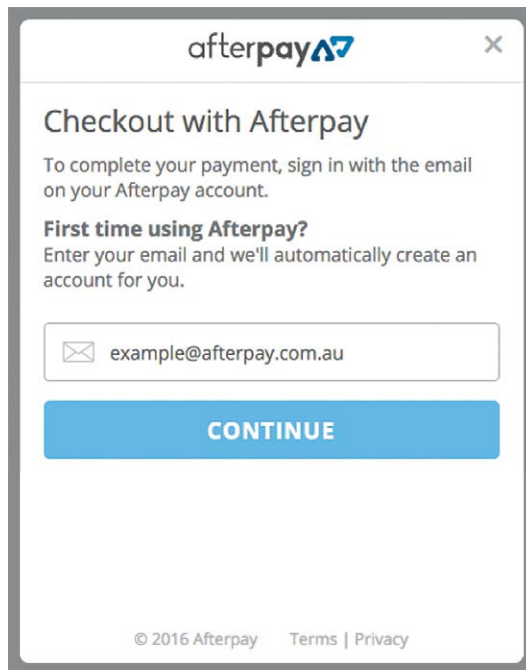 afterpay
Checkout with Afterpay
To complete your payment, sign in with the email
on your Afterpay account.
First time using Afterpay?
Enter your email and we'll automatically create an
account for you.
example@afterpay.com.au
CONTINUE
© 2016 Afterpay Terms | Privacy